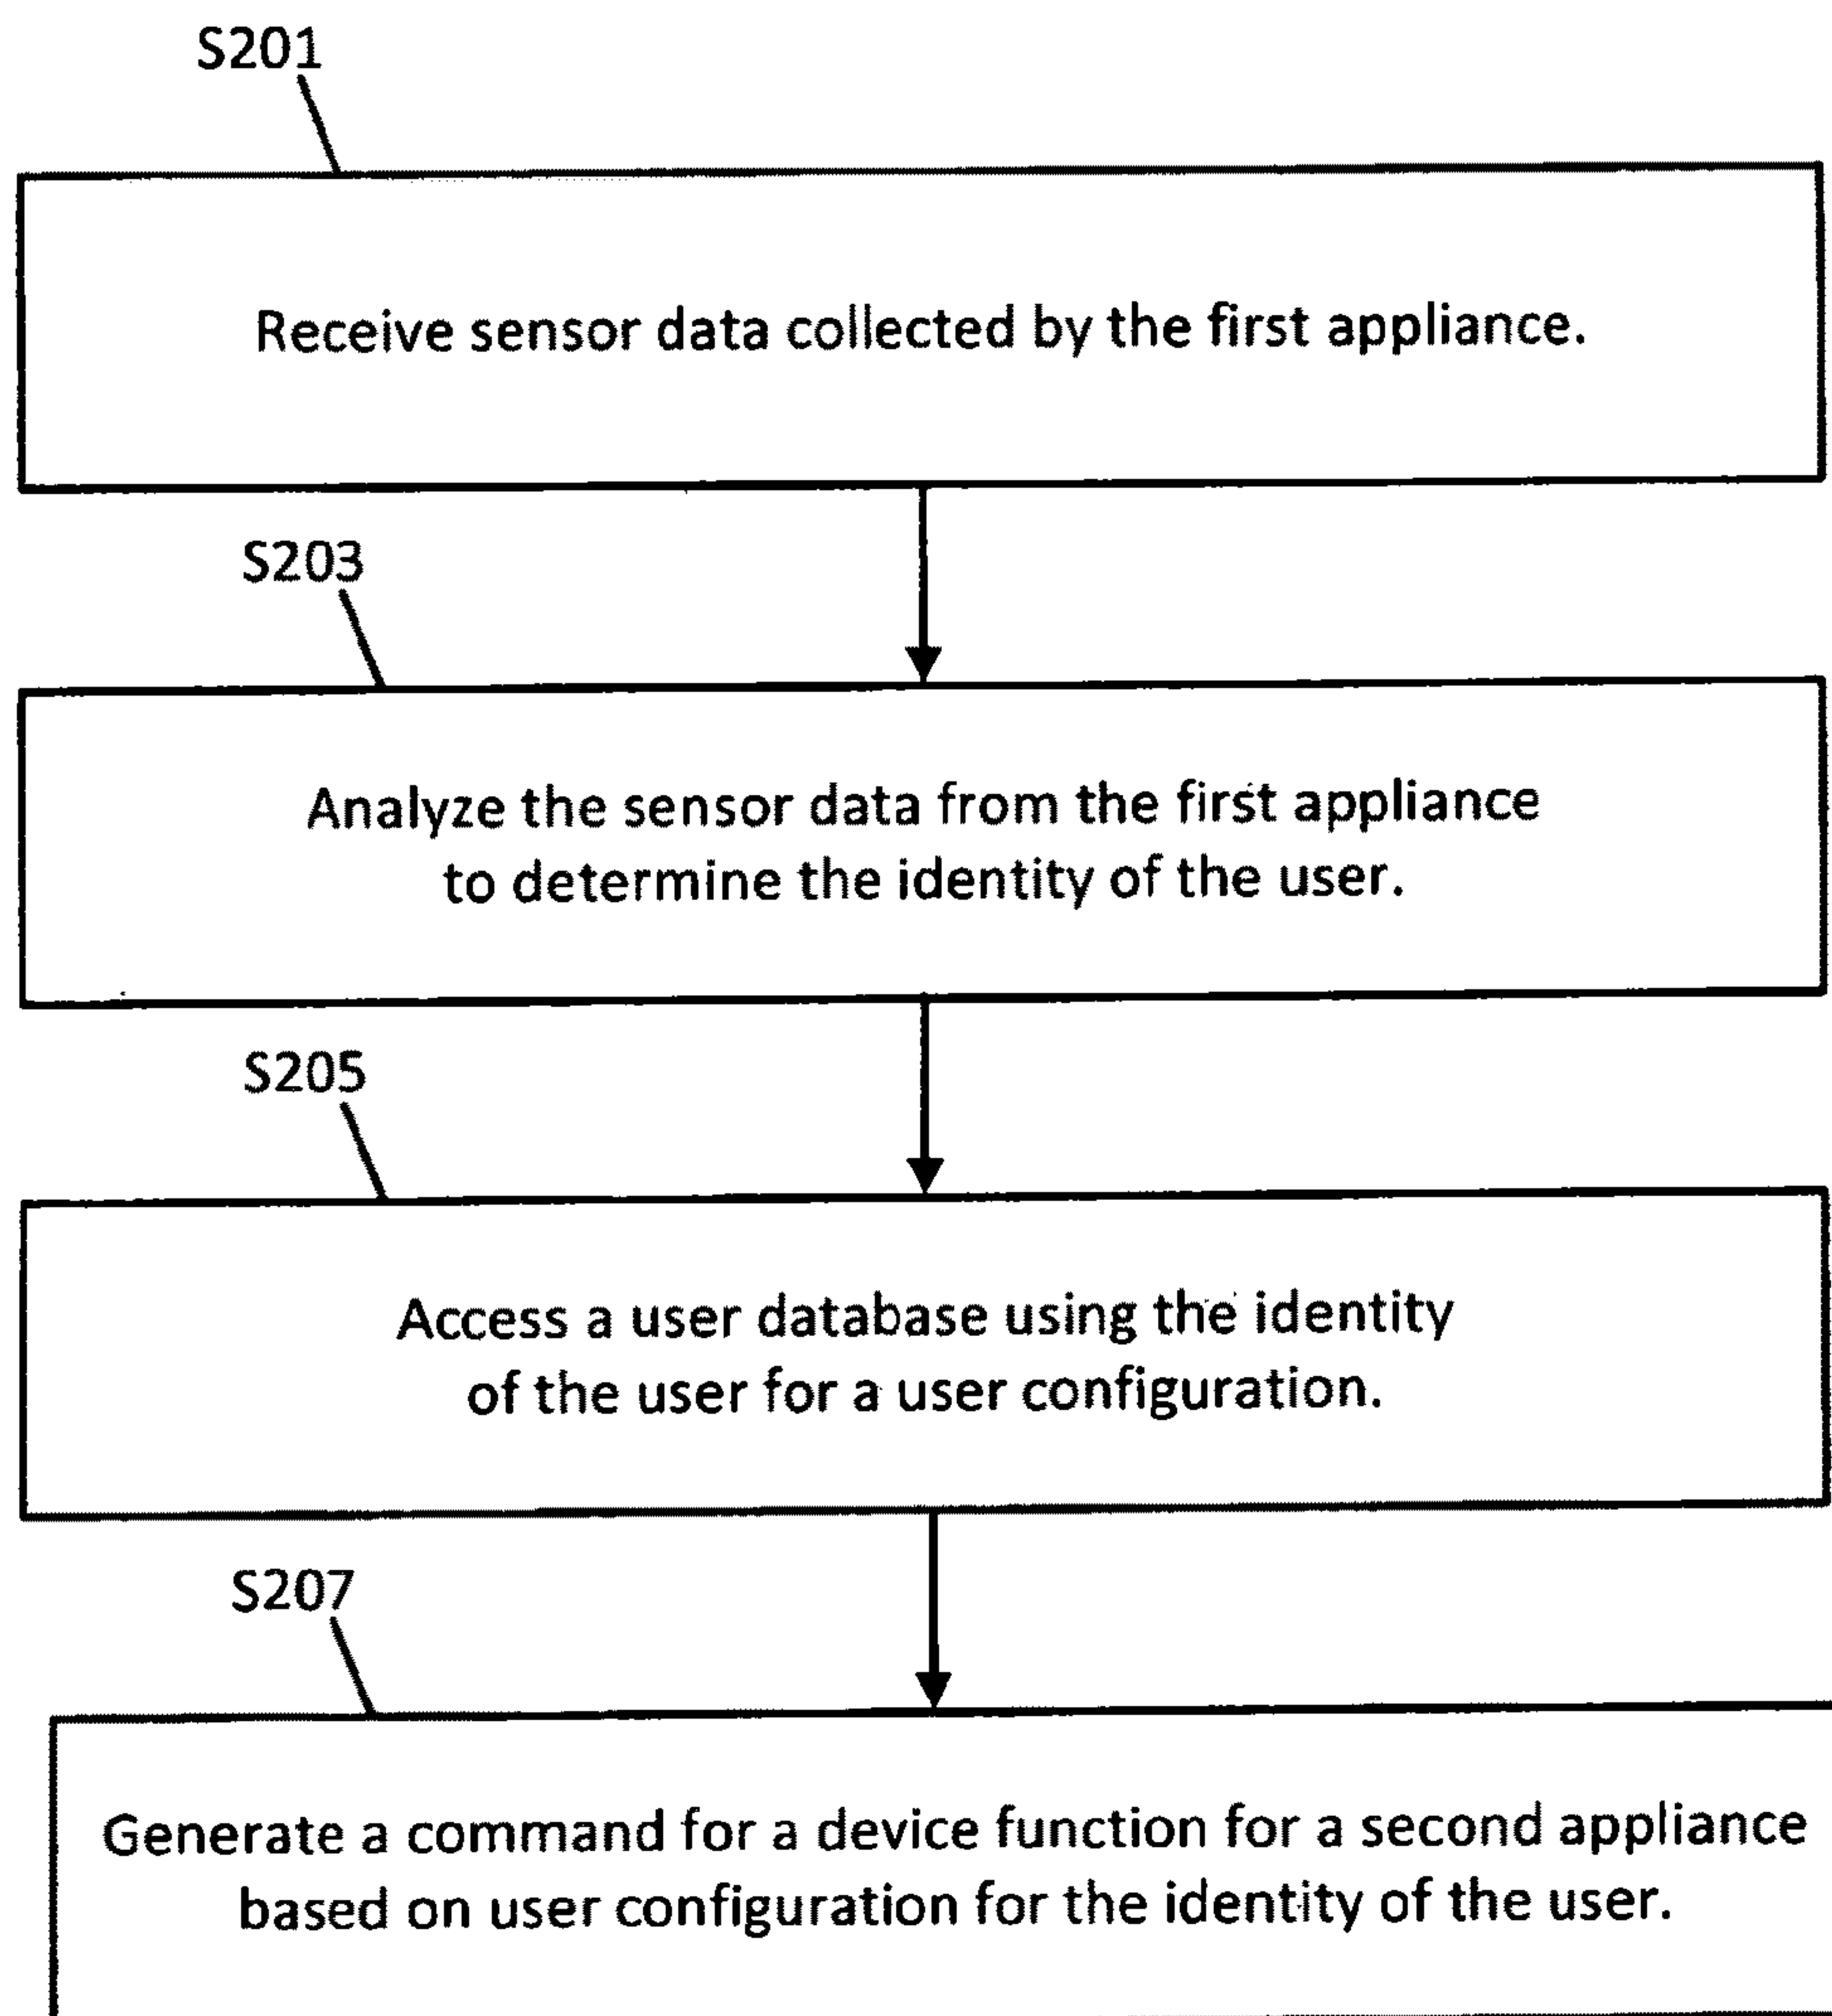 S201
Receive sensor data collected by the first appliance.
S203
Analyze the sensor data from the first appliance
to determine the identity of the user.
S205
Access a user database using the identity
of the user for a user configuration.
S207
Generate a command for a device function for a second appliance
based on user configuration for the identity of the user.